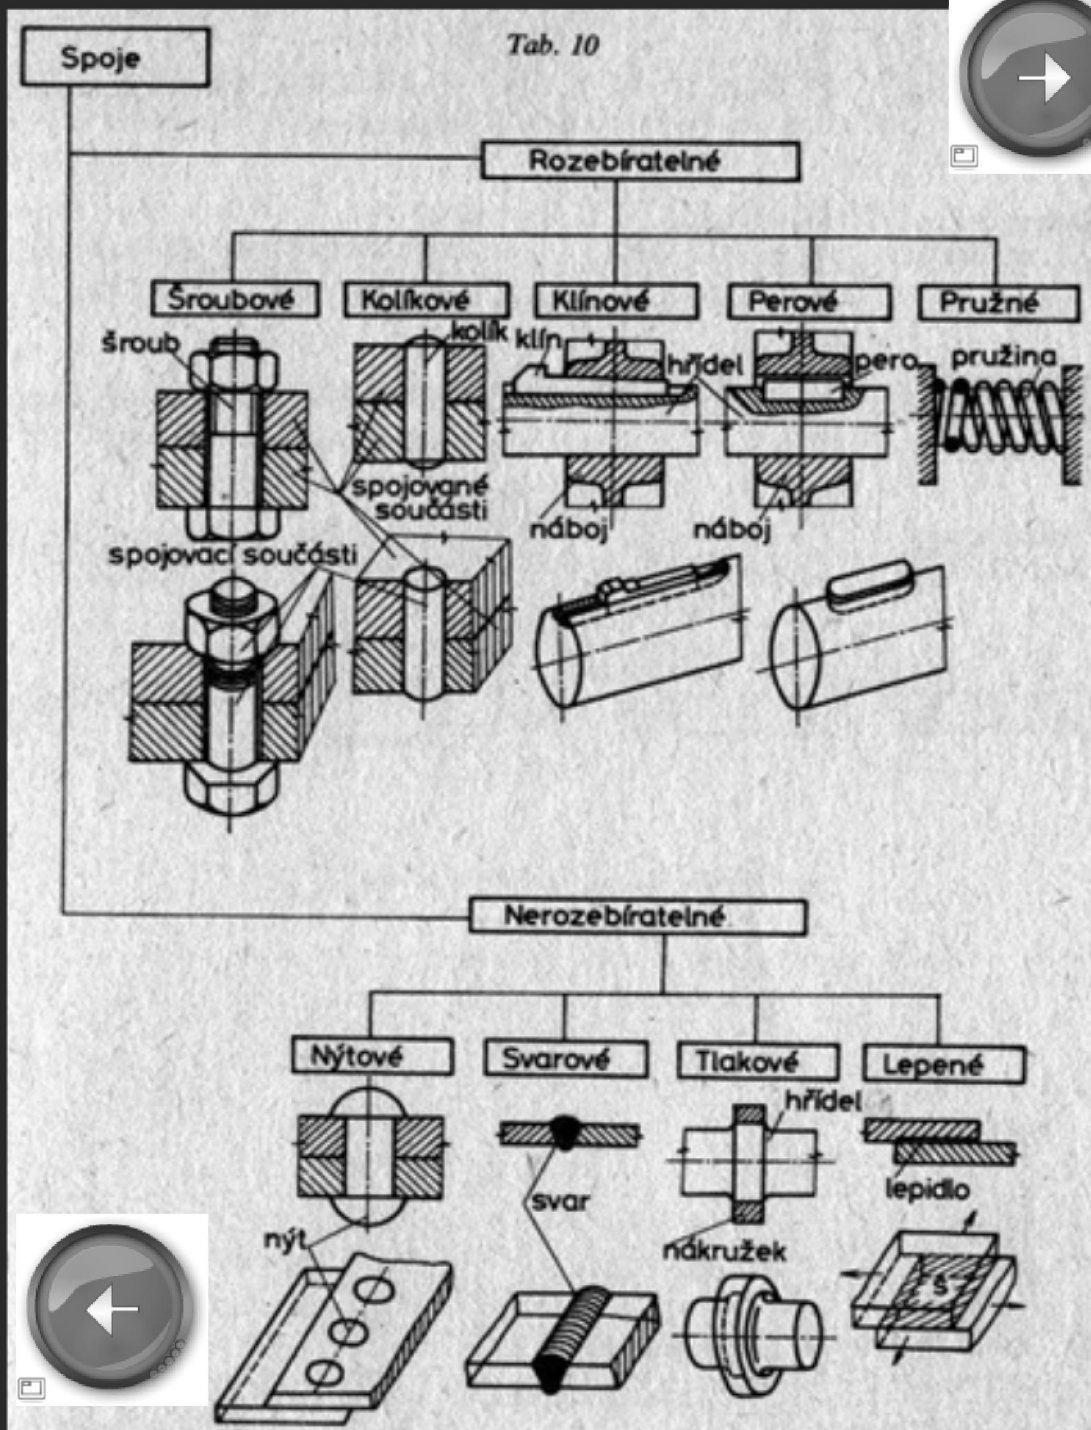 Tab. 10
Spoje
Rozebíratelné
Šroubové
Kolíkové
Klínové
Perové
Pružné
šroub
kolík
klín
hřídel
pero
pružina
spojované
součásti
náboj
náboj
spojovací součásti
Nerozebíratelné
Nýtové
Svarové
Tlakové
Lepené
hřídel
svar
lepidlo
nýt
nákružek
Š